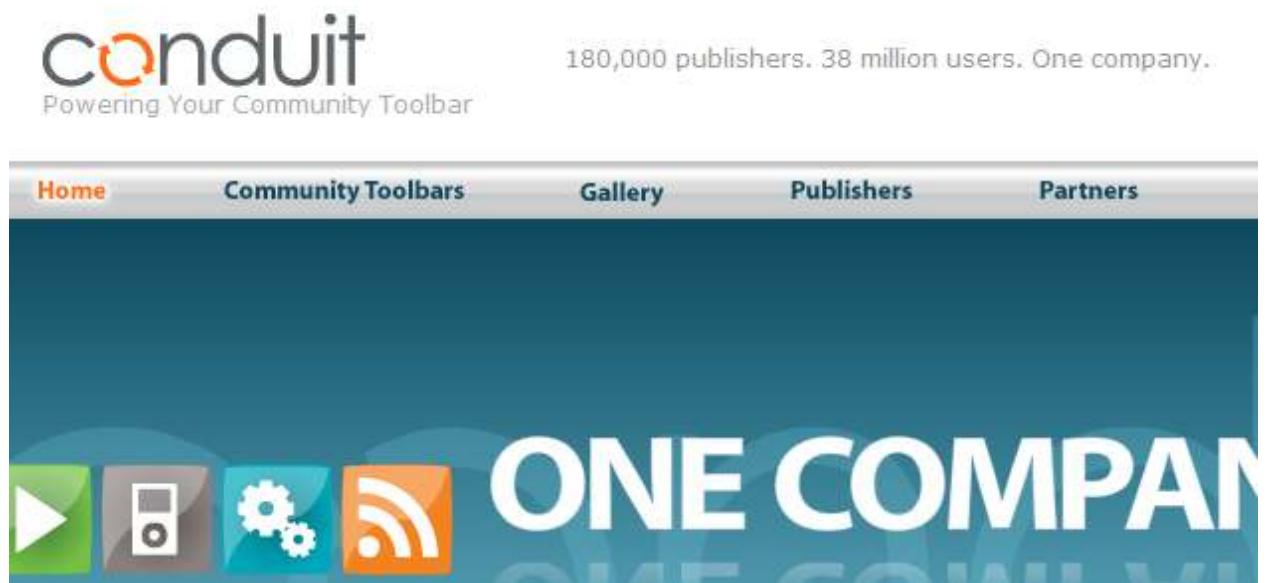 conduit
Powering Your Community Toolbar
180,000 publishers. 38 million users. One company.
Home Community Toolbars Gallery Publishers Partners
ONE COMPAN